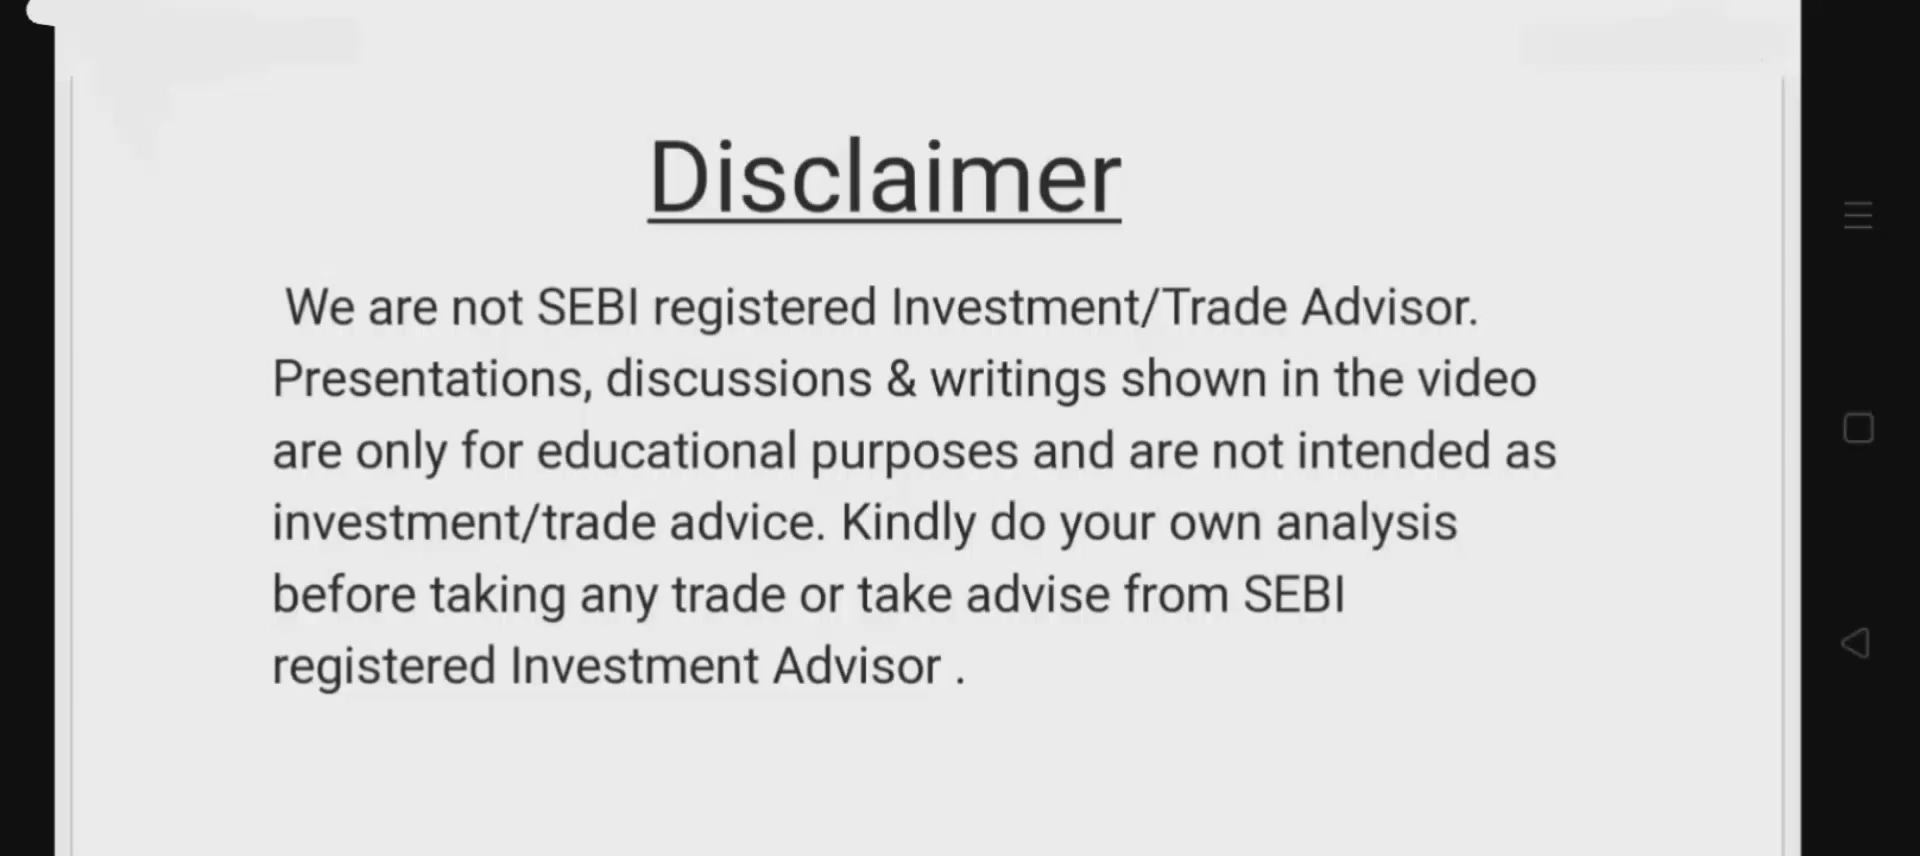 Disclaimer
We are not SEBI registered Investment/Trade Advisor.
Presentations, discussions & writings shown in the video
are only for educational purposes and are not intended as
investment/trade advice. Kindly do your own analysis
before taking any trade or take advise from SEBI
registered Investment Advisor .